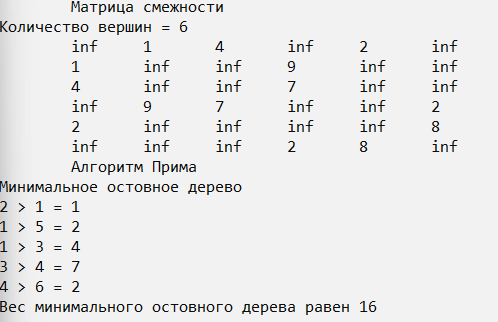 Матрица смежности
Количество вершин = 6
inf 1 4 inf 2 inf
1 inf inf 9 inf inf
4 inf inf 7 inf inf
inf 9 7 inf inf 2
2 inf inf inf inf 8
inf inf inf 2 8 inf
Алгоритм Прима
Минимальное остовное дерево
2 > 1 = 1
1 > 5 = 2
1 > 3 = 4
3 > 4 = 7
4 > 6 = 2
Вес минимального остовного дерева равен 16